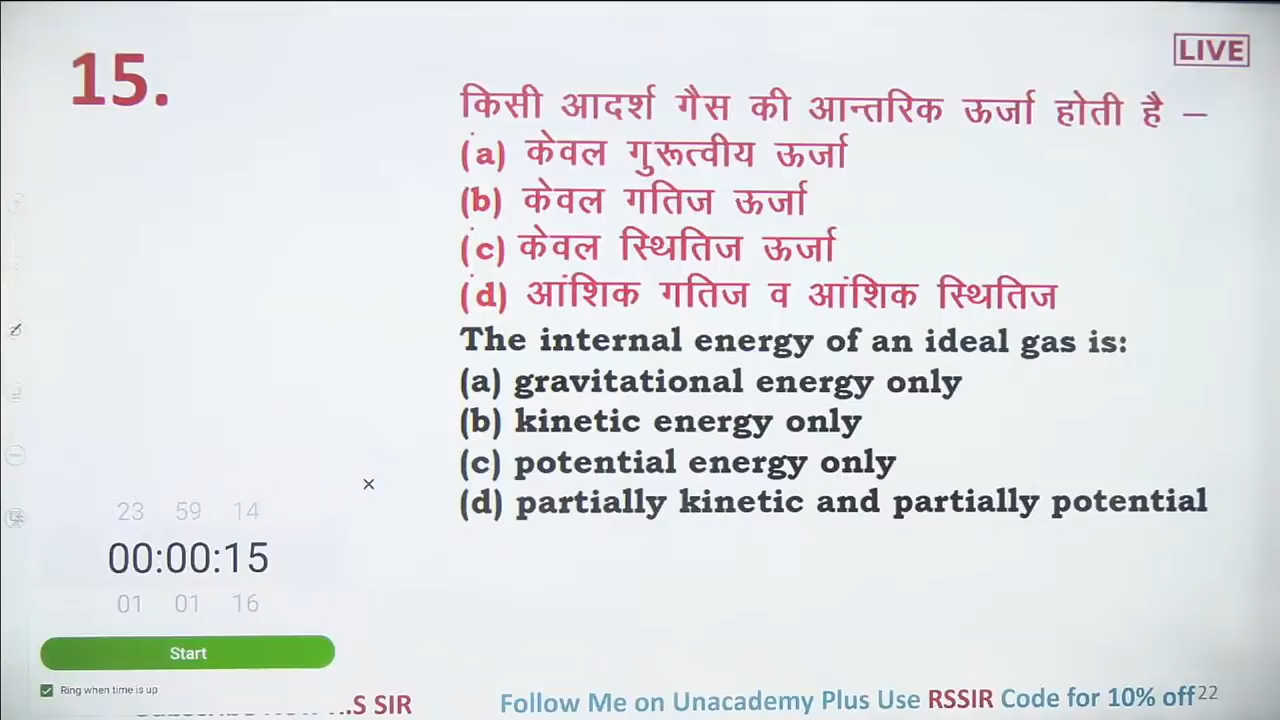 15.
LIVE
किसी आदर्श गैस की आन्तरिक ऊर्जा होती है –
(a) केवल गुरूत्वीय ऊर्जा
(b) केवल गतिज ऊर्जा
(c) केवल स्थितिज ऊर्जा
(d) आंशिक गतिज व आंशिक स्थितिज
The internal energy of an ideal gas is:
(a) gravitational energy only
(b) kinetic energy only
(c) potential energy only
(d) partially kinetic and partially potential
×
23 59 14
00:00:15
01 01 16
Start
Ring when time is up
.S SIR
Follow Me on Unacademy Plus Use RSSIR Code for 10% off
22